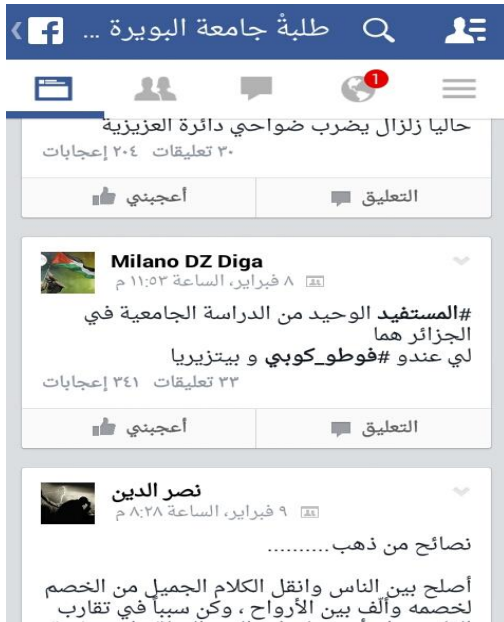 طلبةْ جامعة البويرة ...
1
حاليا زلزال يضرب ضواحي دائرة العزيزية
٣٠ تعليقات ٢٠٤ إعجابات
أعجبني التعليق
Milano DZ Diga
٨ فبراير، الساعة ١١:٥٣ م
#المستفيد الوحيد من الدراسة الجامعية في
الجزائر هما
لي عندو #فوطو_كوبي و بيتزيريا
٣٣ تعليقات ٣٤١ إعجابات
أعجبني التعليق
نصر الدين
٩ فبراير، الساعة ٨:٢٨ م
نصائح من ذهب..........
أصلح بين الناس وانقل الكلام الجميل من الخصم
لخصمه وألّف بين الأرواح ، وكن سبباً في تقارب